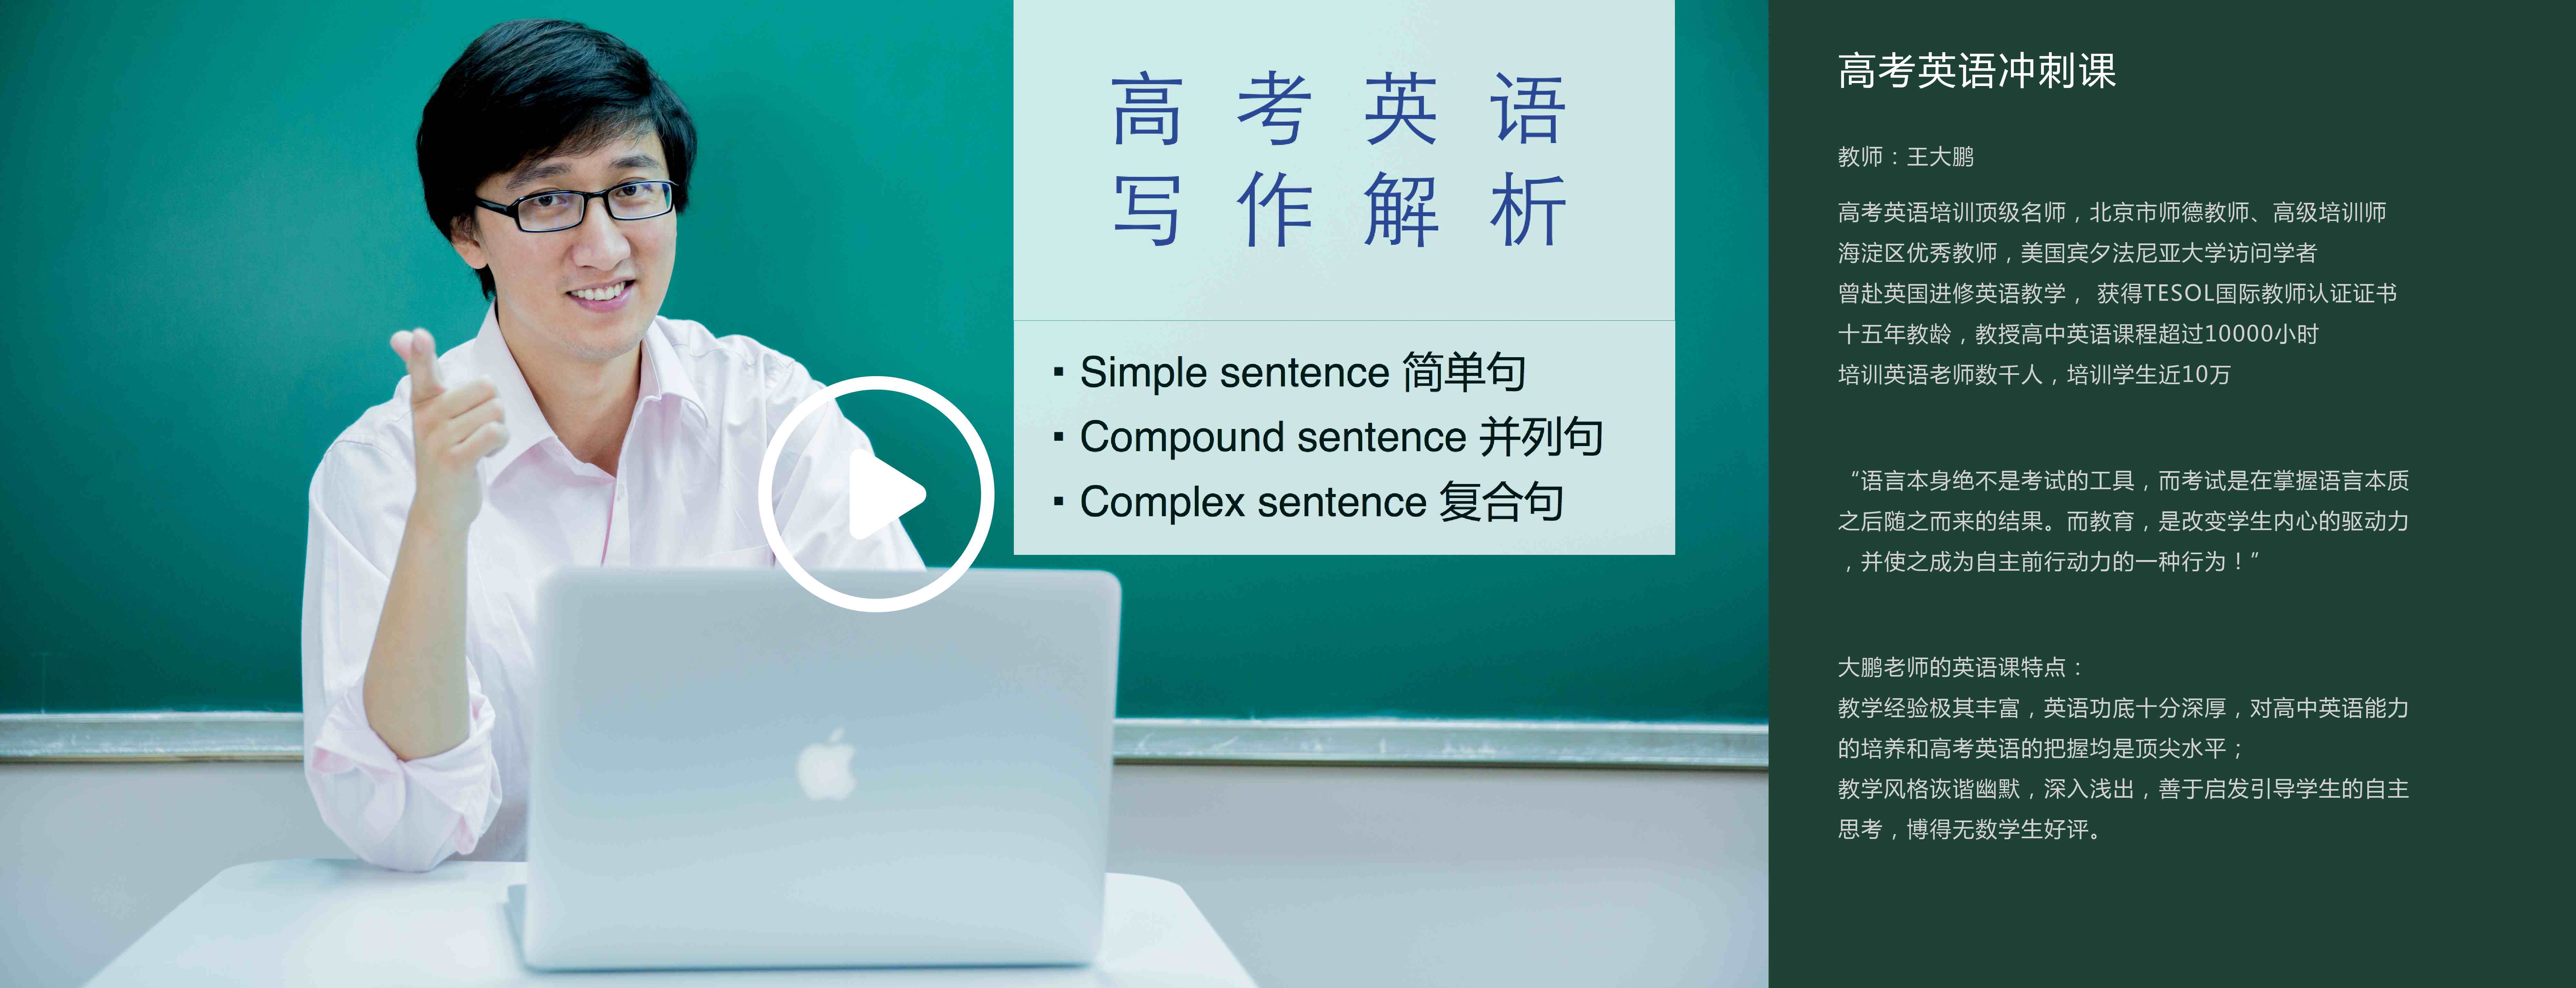 高考英语
写作解析
▪ Simple sentence 简单句
▪ Compound sentence 并列句
▪ Complex sentence 复合句
高考英语冲刺课
教师：王大鹏
高考英语培训顶级名师，北京市师德教师、高级培训师
海淀区优秀教师，美国宾夕法尼亚大学访问学者
曾赴英国进修英语教学， 获得TESOL国际教师认证证书
十五年教龄，教授高中英语课程超过10000小时
培训英语老师数千人，培训学生近10万
“语言本身绝不是考试的工具，而考试是在掌握语言本质
之后随之而来的结果。而教育，是改变学生内心的驱动力
，并使之成为自主前行动力的一种行为！”
大鹏老师的英语课特点：
教学经验极其丰富，英语功底十分深厚，对高中英语能力
的培养和高考英语的把握均是顶尖水平；
教学风格诙谐幽默，深入浅出，善于启发引导学生的自主
思考，博得无数学生好评。